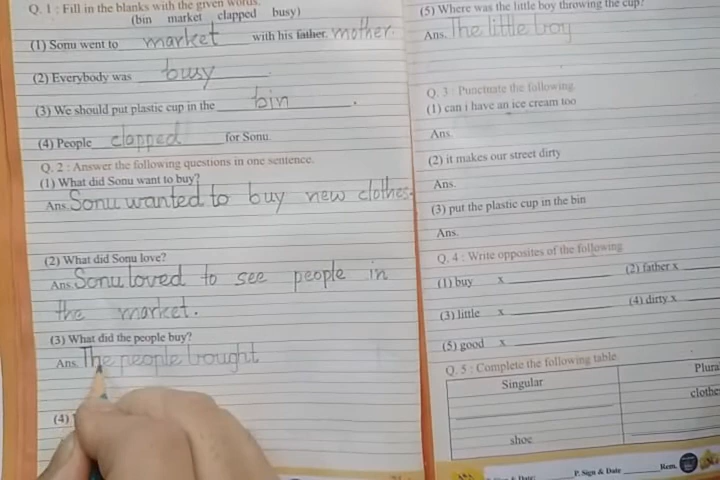 Q. 1 : Fill in the blanks with the given words.
(bin market clapped busy)
(1) Sonu went to market with his father. mother.
(2) Everybody was busy.
(3) We should put plastic cup in the bin.
(4) People clapped for Sonu.
Q. 2 : Answer the following questions in one sentence.
(1) What did Sonu want to buy?
Ans. Sonu wanted to buy new clothes.
(2) What did Sonu love?
Ans. Sonu loved to see people in
the market.
(3) What did the people buy?
Ans. The people bought
(4)
(5) Where was the little boy throwing the cup?
Ans. The little boy
Q. 3 : Punctuate the following.
(1) can i have an ice cream too
Ans.
(2) it makes our street dirty
Ans.
(3) put the plastic cup in the bin
Ans.
Q. 4 : Write opposites of the following
(1) buy x (2) father x
(3) little x (4) dirty x
(5) good x
Q. 5 : Complete the following table.
Singular Plura
clothe
shoe
P. Sign & Date Rem.